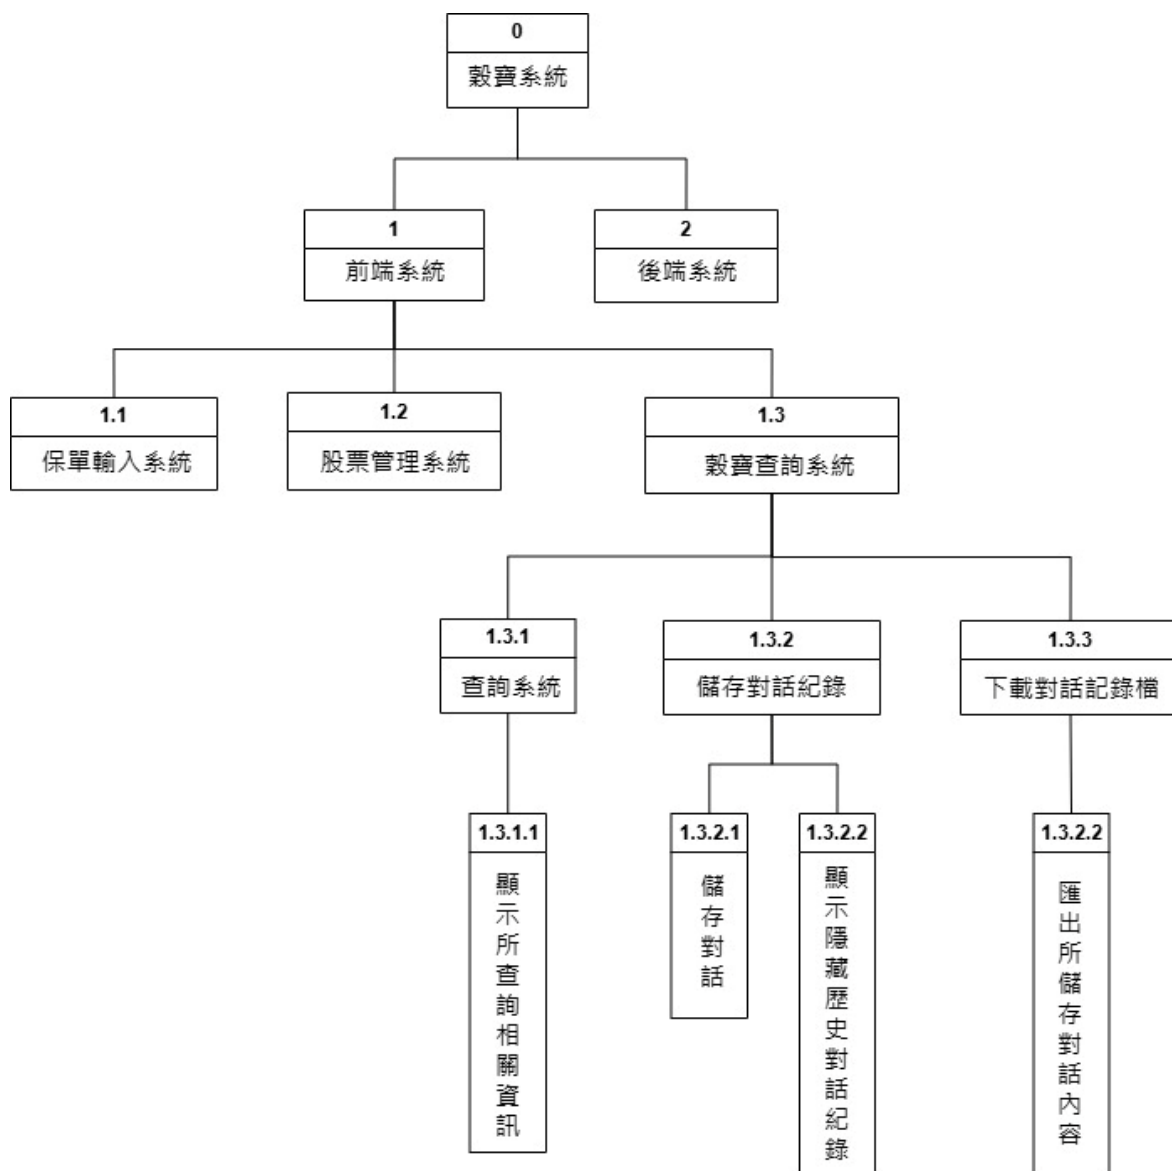 0
穀寶系統
1
前端系統
2
後端系統
1.1
保單輸入系統
1.2
股票管理系統
1.3
穀寶查詢系統
1.3.1
查詢系統
1.3.2
儲存對話紀錄
1.3.3
下載對話記錄檔
1.3.1.1
顯示所查詢相關資訊
1.3.2.1
儲存對話
1.3.2.2
顯示隱藏歷史對話紀錄
1.3.2.2
匯出所儲存對話內容